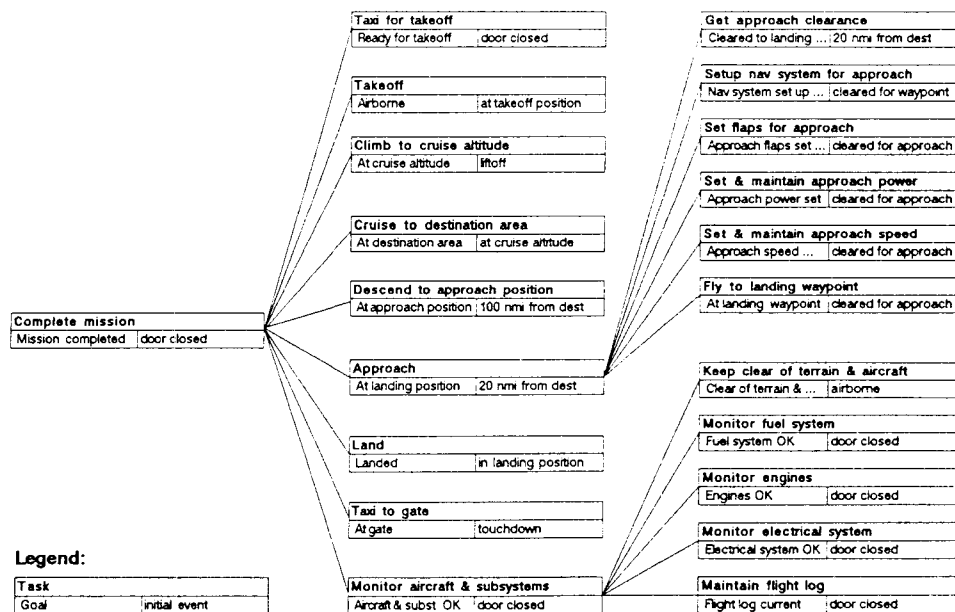 Complete mission
Mission completed door closed
Taxi for takeoff
Ready for takeoff door closed
Takeoff
Airborne at takeoff position
Climb to cruise altitude
At cruise altitude liftoff
Cruise to destination area
At destination area at cruise altitude
Descend to approach position
At approach position 100 nmi from dest
Approach
At landing position 20 nmi from dest
Land
Landed in landing position
Taxi to gate
At gate touchdown
Monitor aircraft & subsystems
Aircraft & subst OK door closed
Get approach clearance
Cleared to landing ... 20 nmi from dest
Setup nav system for approach
Nav system set up ... cleared for waypoint
Set flaps for approach
Approach flaps set ... cleared for approach
Set & maintain approach power
Approach power set cleared for approach
Set & maintain approach speed
Approach speed ... cleared for approach
Fly to landing waypoint
At landing waypoint cleared for approach
Keep clear of terrain & aircraft
Clear of terrain & ... airborne
Monitor fuel system
Fuel system OK door closed
Monitor engines
Engines OK door closed
Monitor electrical system
Electrical system OK door closed
Maintain flight log
Flight log current door closed
Legend:
Task
Goal initial event